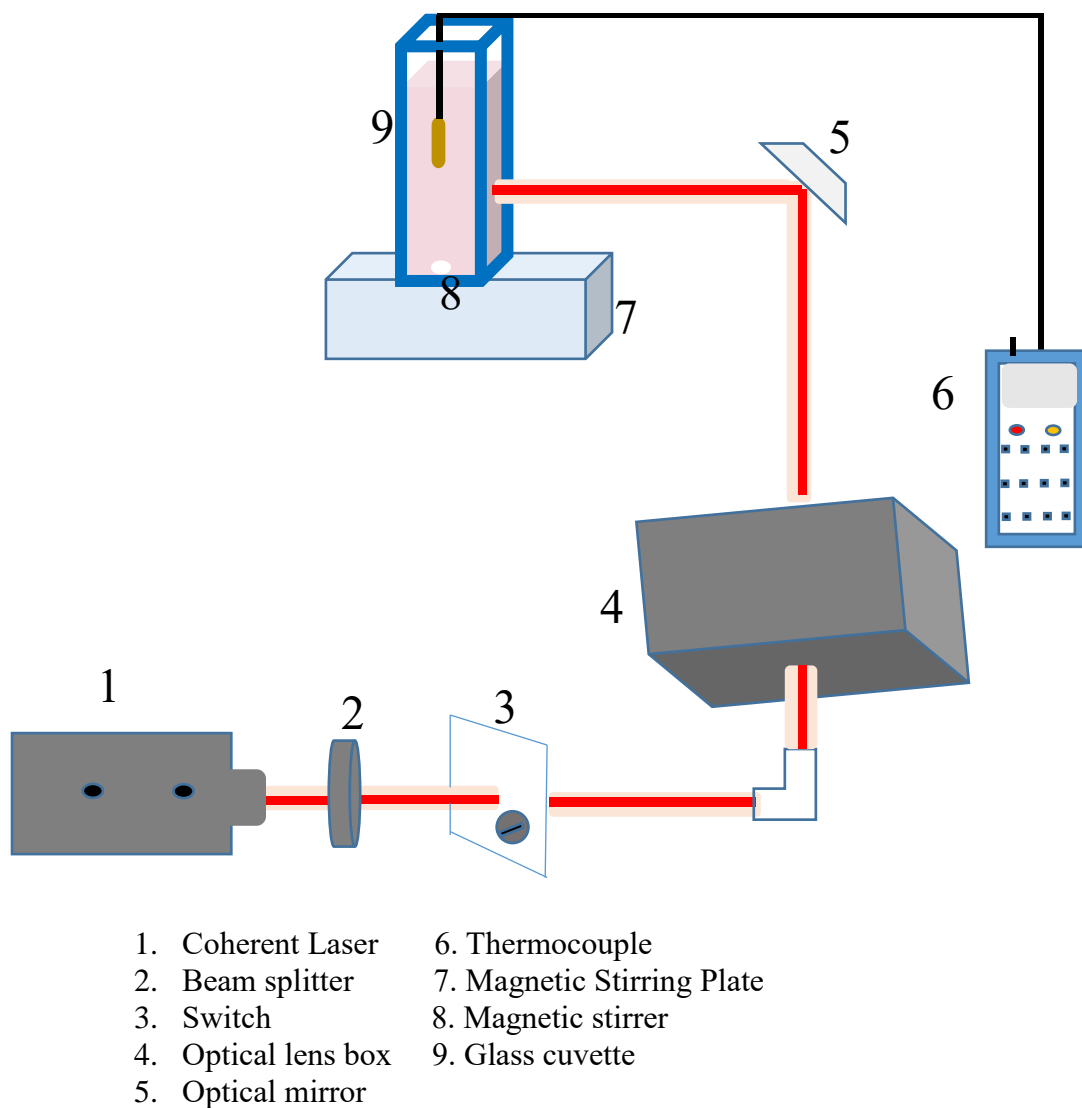 9
5
8
7
6
4
1
2
3
1. Coherent Laser 6. Thermocouple
2. Beam splitter 7. Magnetic Stirring Plate
3. Switch 8. Magnetic stirrer
4. Optical lens box 9. Glass cuvette
5. Optical mirror